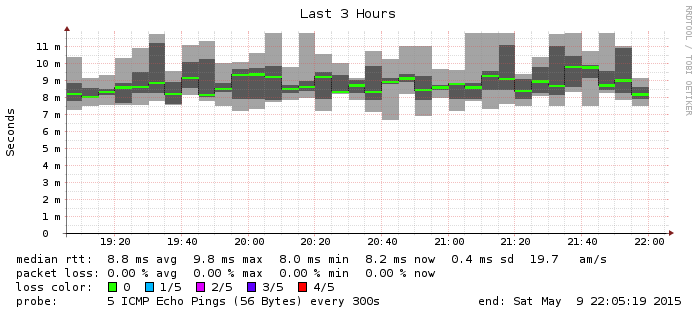 Last 3 Hours
RRDTOOL / TOBI OETIKER
Seconds
11 m
10 m
9 m
8 m
7 m
6 m
5 m
4 m
3 m
2 m
1 m
0
19:20 19:40 20:00 20:20 20:40 21:00 21:20 21:40 22:00
median rtt: 8.8 ms avg 9.8 ms max 8.0 ms min 8.2 ms now 0.4 ms sd 19.7 am/s
packet loss: 0.00 % avg 0.00 % max 0.00 % min 0.00 % now
loss color: 0 1/5 2/5 3/5 4/5
probe: 5 ICMP Echo Pings (56 Bytes) every 300s end: Sat May 9 22:05:19 2015